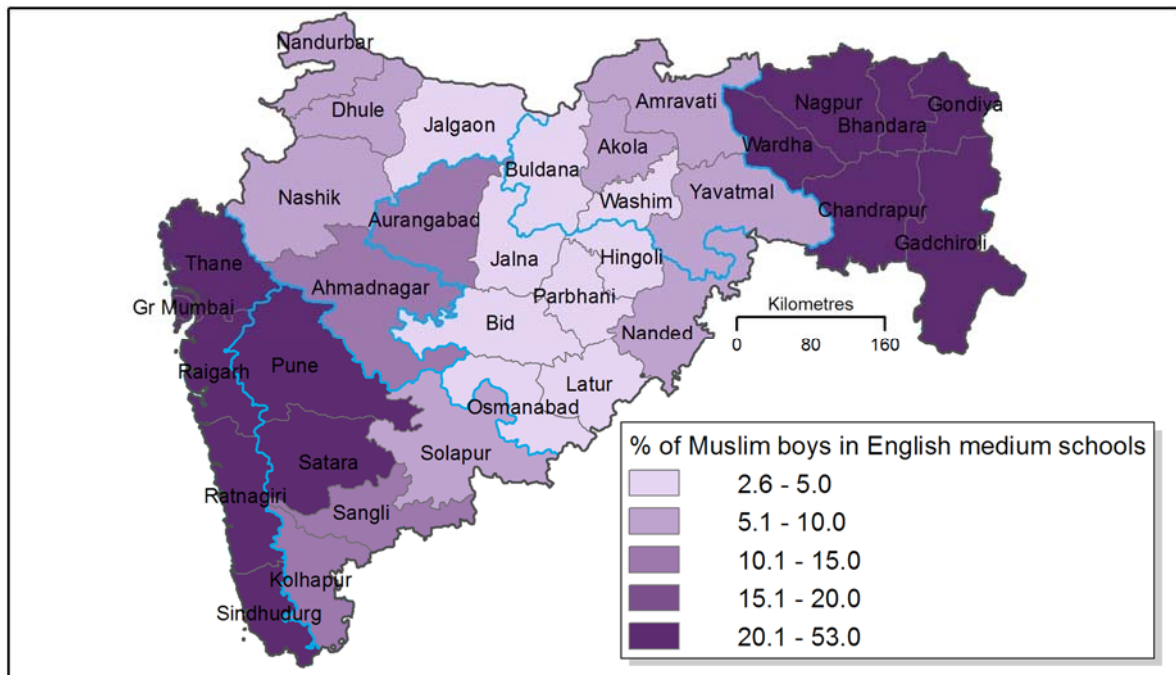 Nandurbar
Dhule
Jalgaon
Amravati
Nagpur
Gondiya
Bhandara
Akola
Wardha
Buldana
Nashik
Washim
Yavatmal
Aurangabad
Chandrapur
Gadchiroli
Thane
Jalna
Hingoli
Ahmadnagar
Parbhani
Gr Mumbai
Bid
Nanded
Kilometres
0 80 160
Raigarh
Pune
Latur
Osmanabad
Solapur
Satara
Ratnagiri
Sangli
Kolhapur
Sindhudurg
% of Muslim boys in English medium schools
2.6 - 5.0
5.1 - 10.0
10.1 - 15.0
15.1 - 20.0
20.1 - 53.0